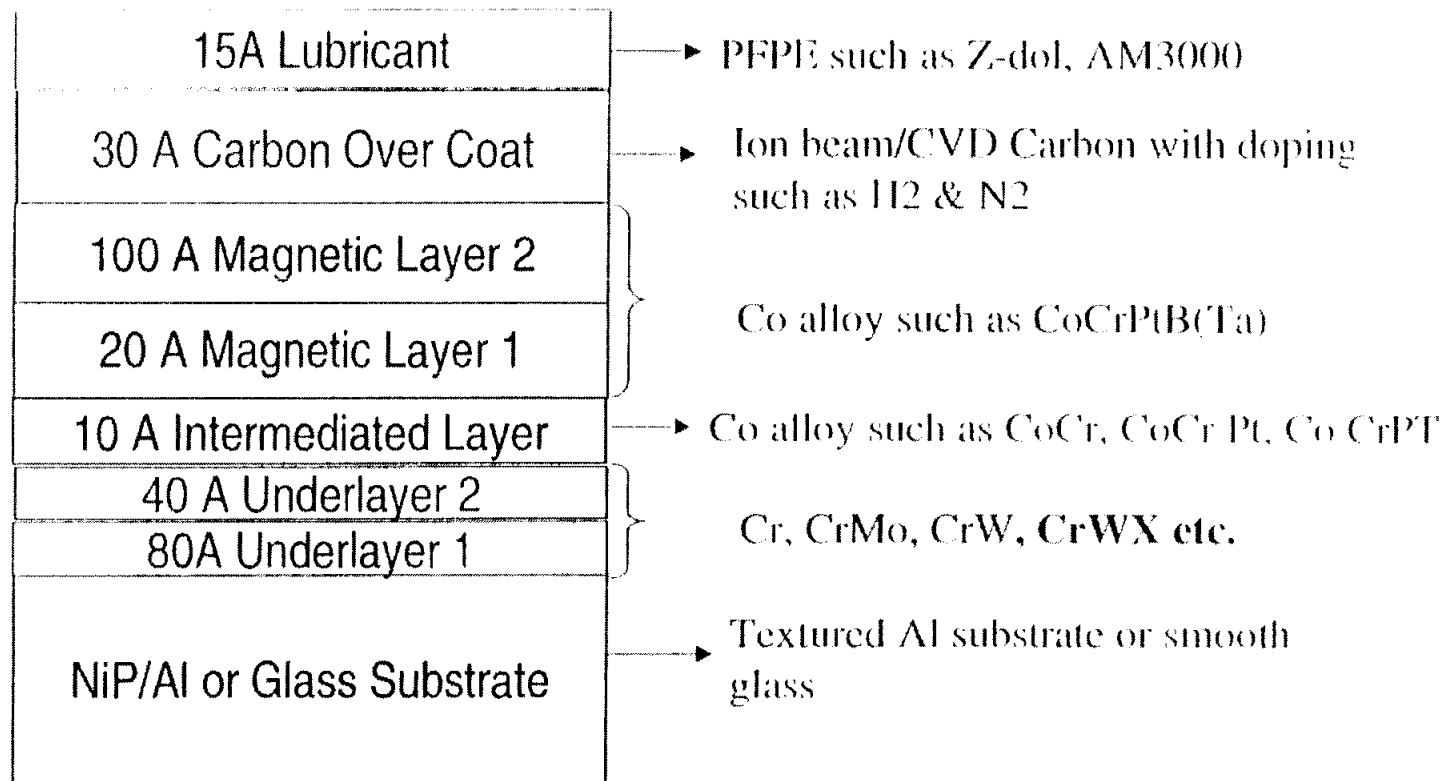 15A Lubricant
PFPE such as Z-dol, AM3000
30 A Carbon Over Coat
Ion beam/CVD Carbon with doping
such as H2 & N2
100 A Magnetic Layer 2
20 A Magnetic Layer 1
Co alloy such as CoCrPtB(Ta)
10 A Intermediated Layer
Co alloy such as CoCr, CoCr Pt, Co CrPT
40 A Underlayer 2
80A Underlayer 1
Cr, CrMo, CrW, CrWX etc.
NiP/Al or Glass Substrate
Textured Al substrate or smooth
glass